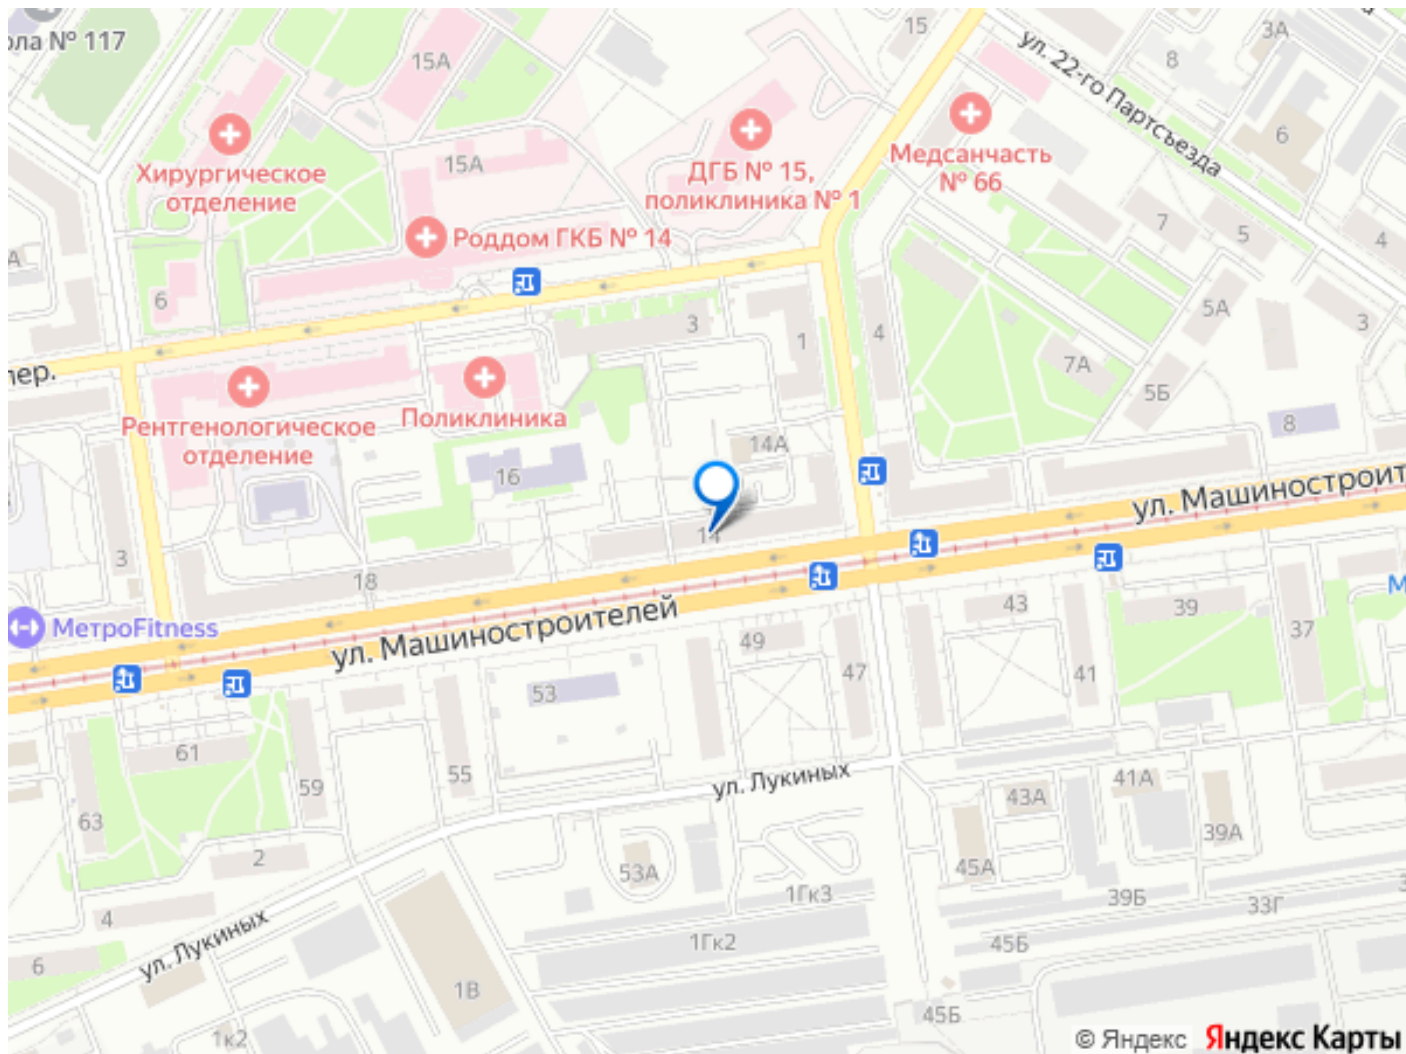 ола № 117
15А
15
3А
8
ул. 22-го Партсъезда
6
Хирургическое
отделение
15А
ДГБ № 15,
поликлиника № 1
Медсанчасть
№ 66
Роддом ГКБ № 14
7
5
4
А
6
3
1
4
5А
3
7А
5Б
пер.
Рентгенологическое
отделение
Поликлиника
14А
8
16
ул. Машиностроит
14
3
18
МетроFitness
ул. Машиностроителей
43
39
37
М
49
47
41
53
61
59
55
ул. Лукиных
43А
41А
39А
63
2
53А
45А
1Гк3
39Б
33Г
4
ул. Лукиных
1Гк2
45Б
6
1В
45Б
1к2
© Яндекс Яндекс Карты